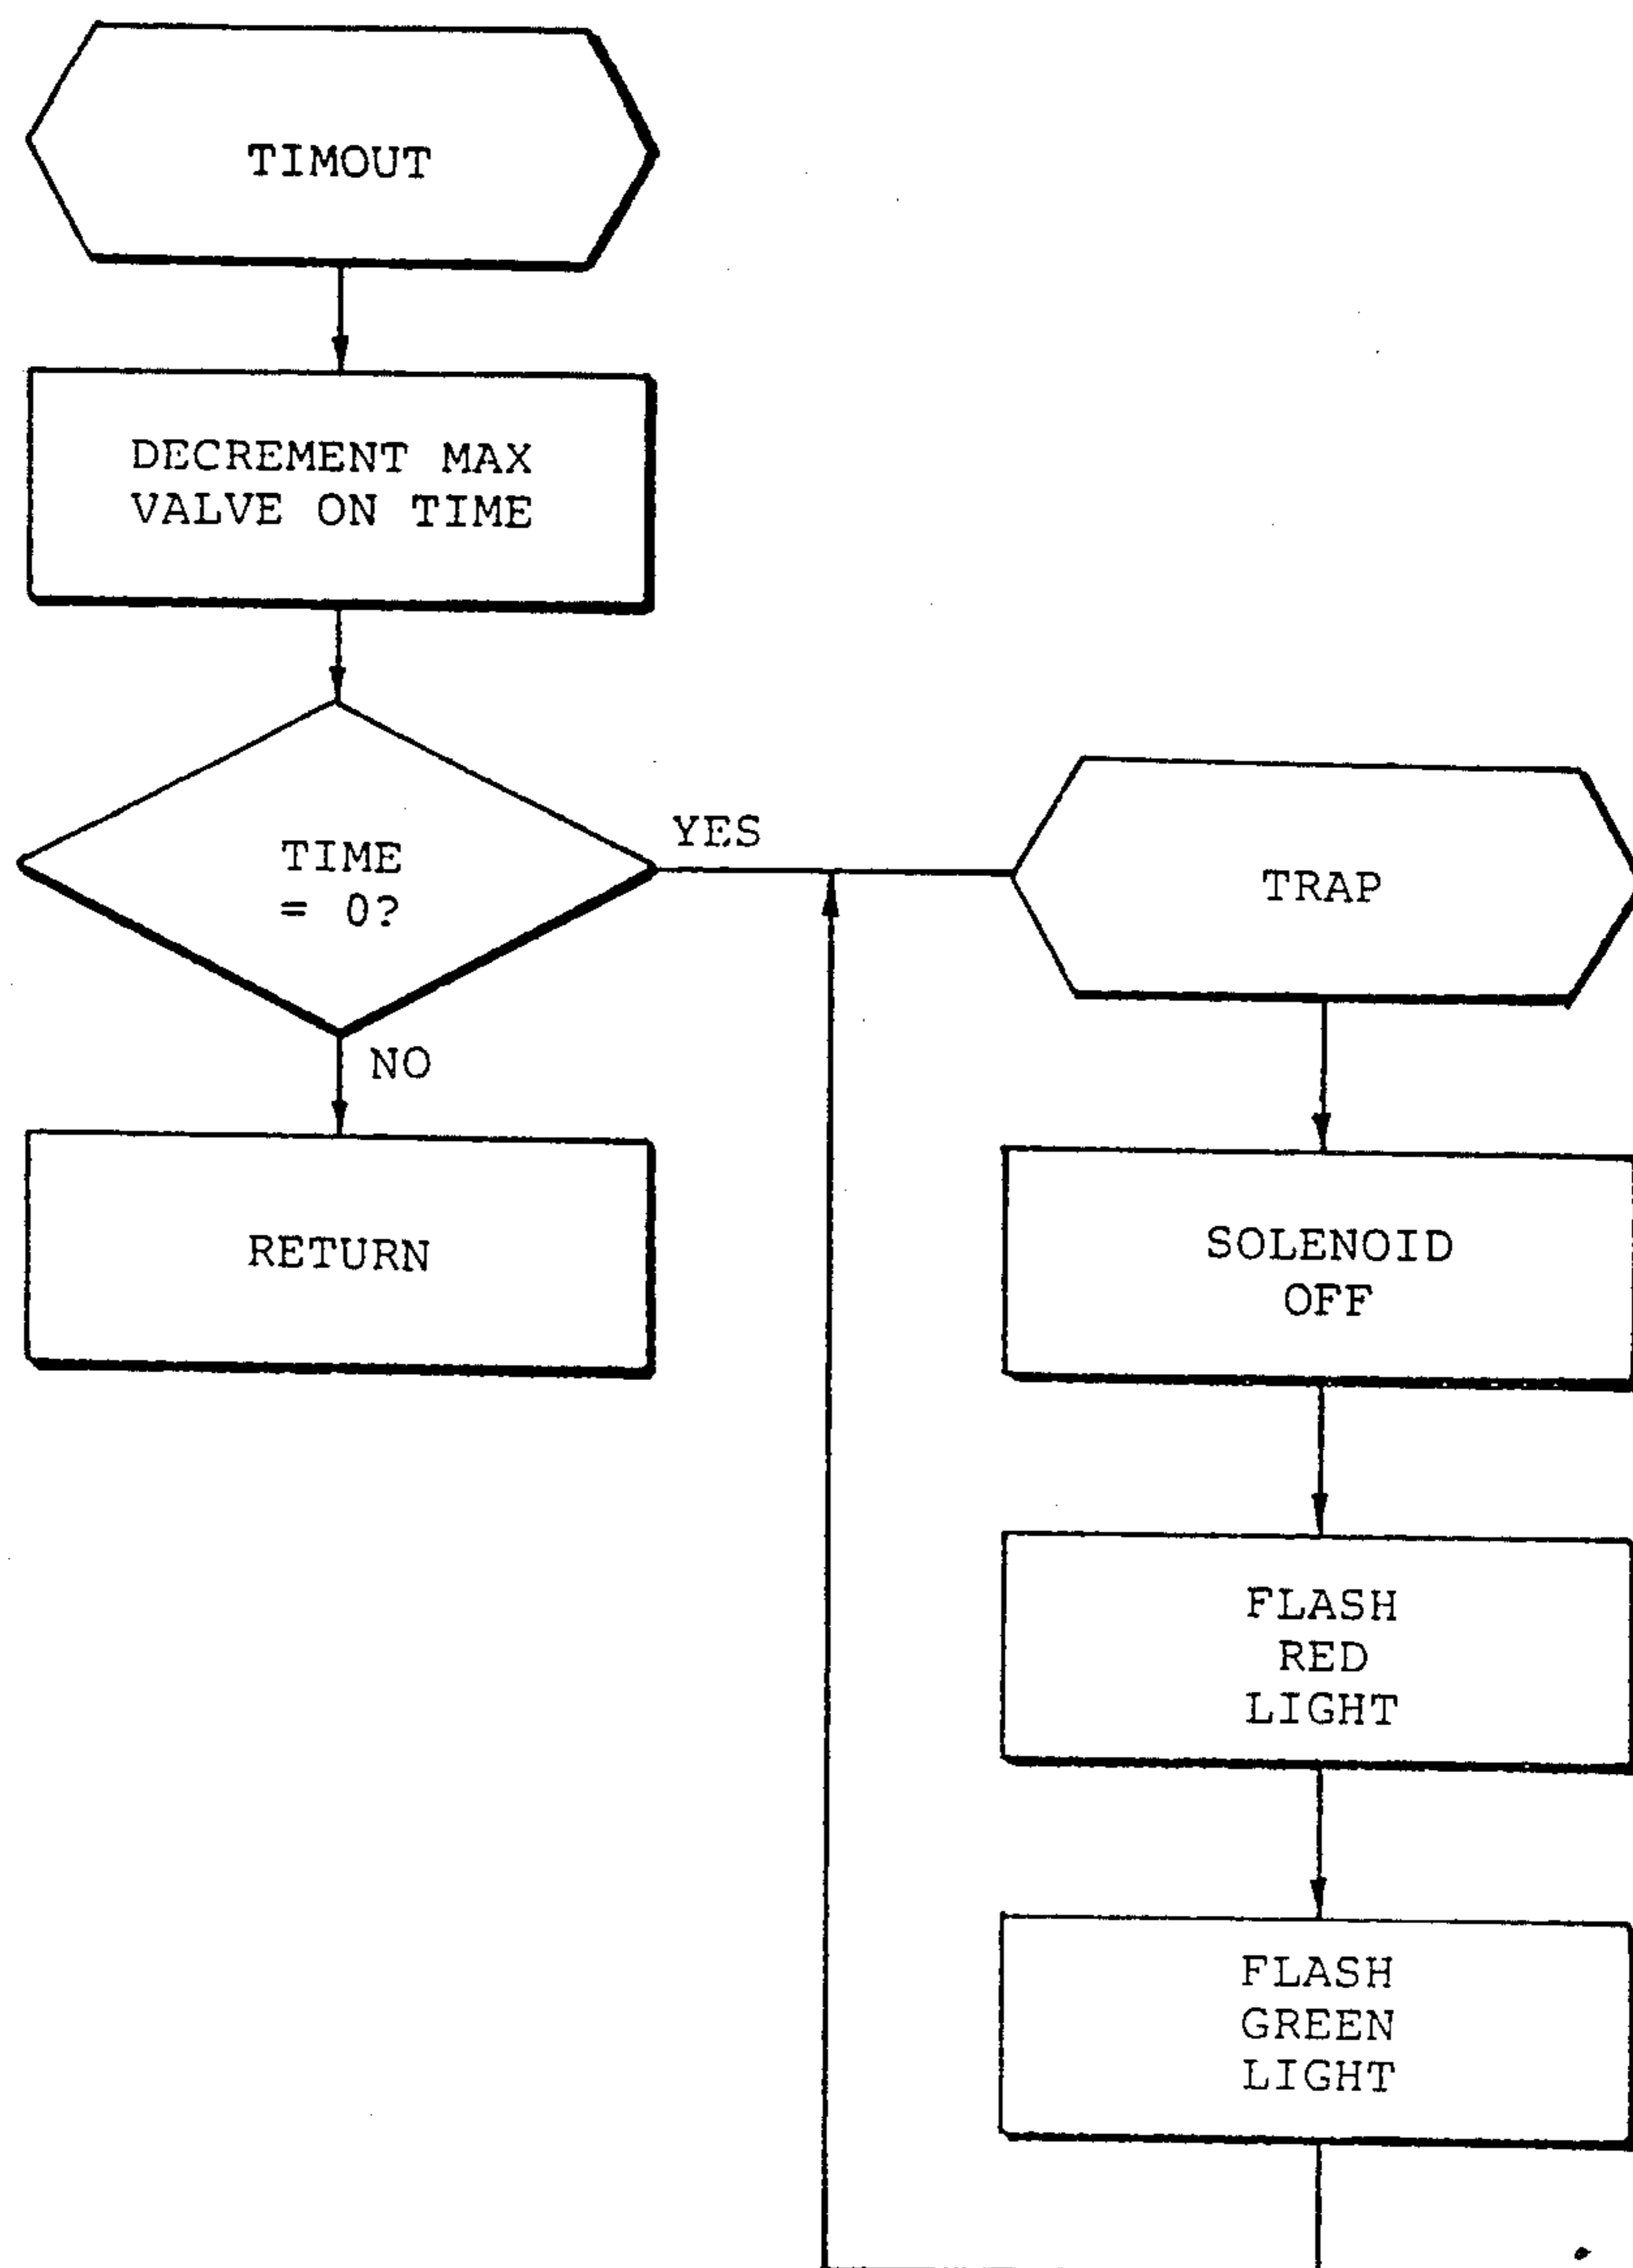 TIMOUT
DECREMENT MAX
VALVE ON TIME
TIME
= 0?
YES
NO
RETURN
TRAP
SOLENOID
OFF
FLASH
RED
LIGHT
FLASH
GREEN
LIGHT